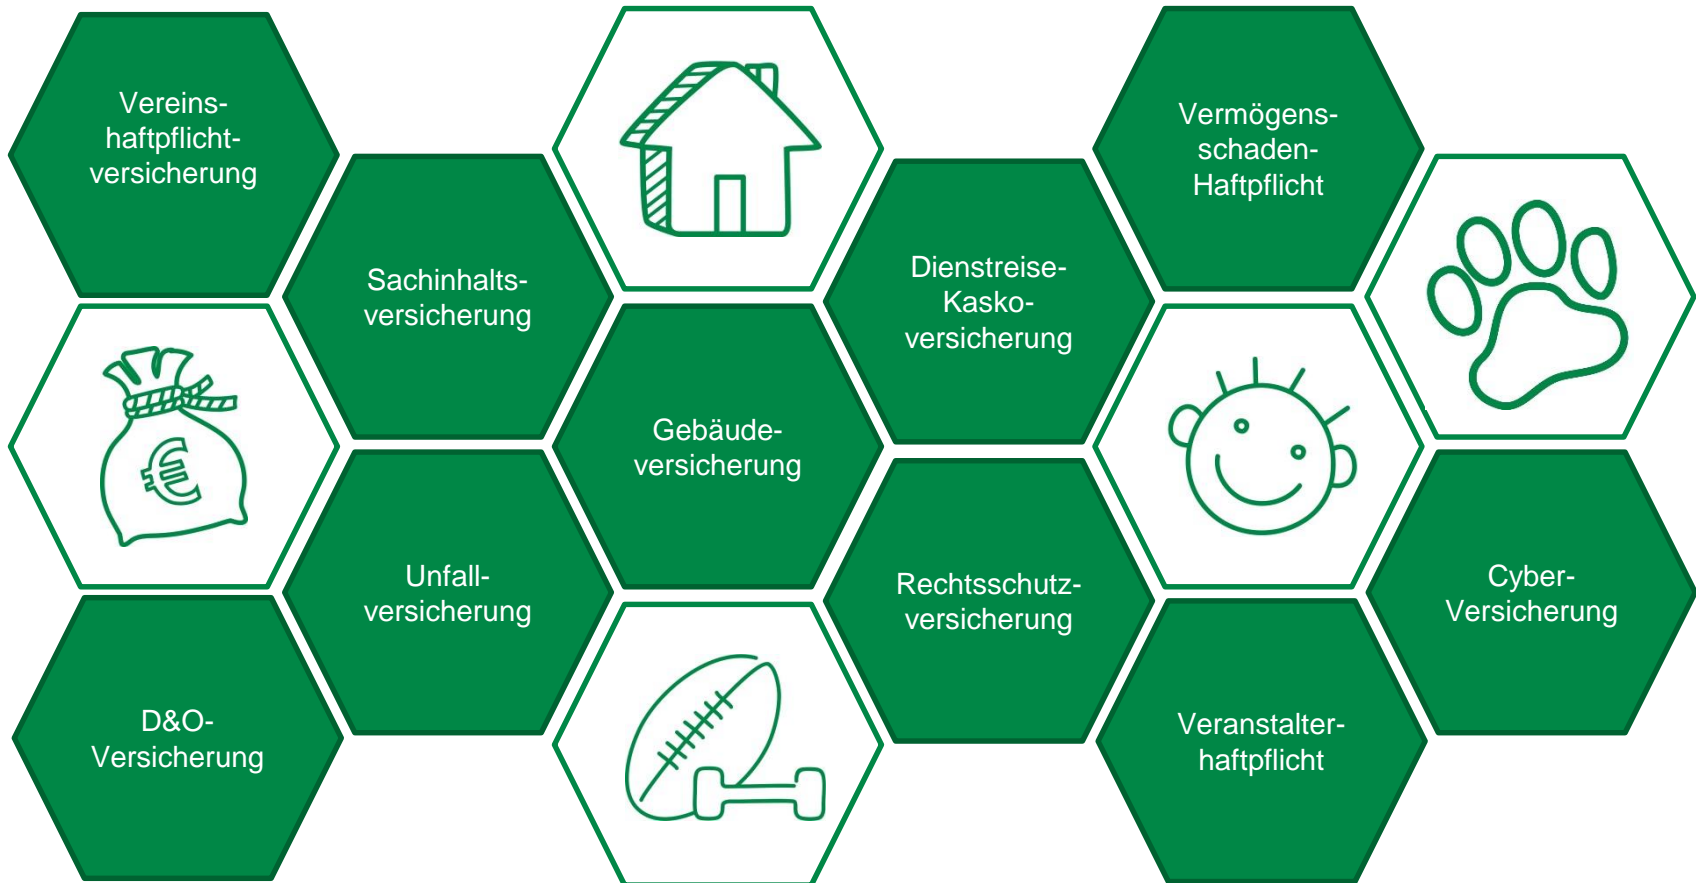 Vereins-
haftpflicht-
versicherung
Sachinhalts-
versicherung
Dienstreise-
Kasko-
versicherung
Vermögens-
schaden-
Haftpflicht
€
Gebäude-
versicherung
Unfall-
versicherung
Rechtsschutz-
versicherung
Cyber-
Versicherung
D&O-
Versicherung
Veranstalter-
haftpflicht